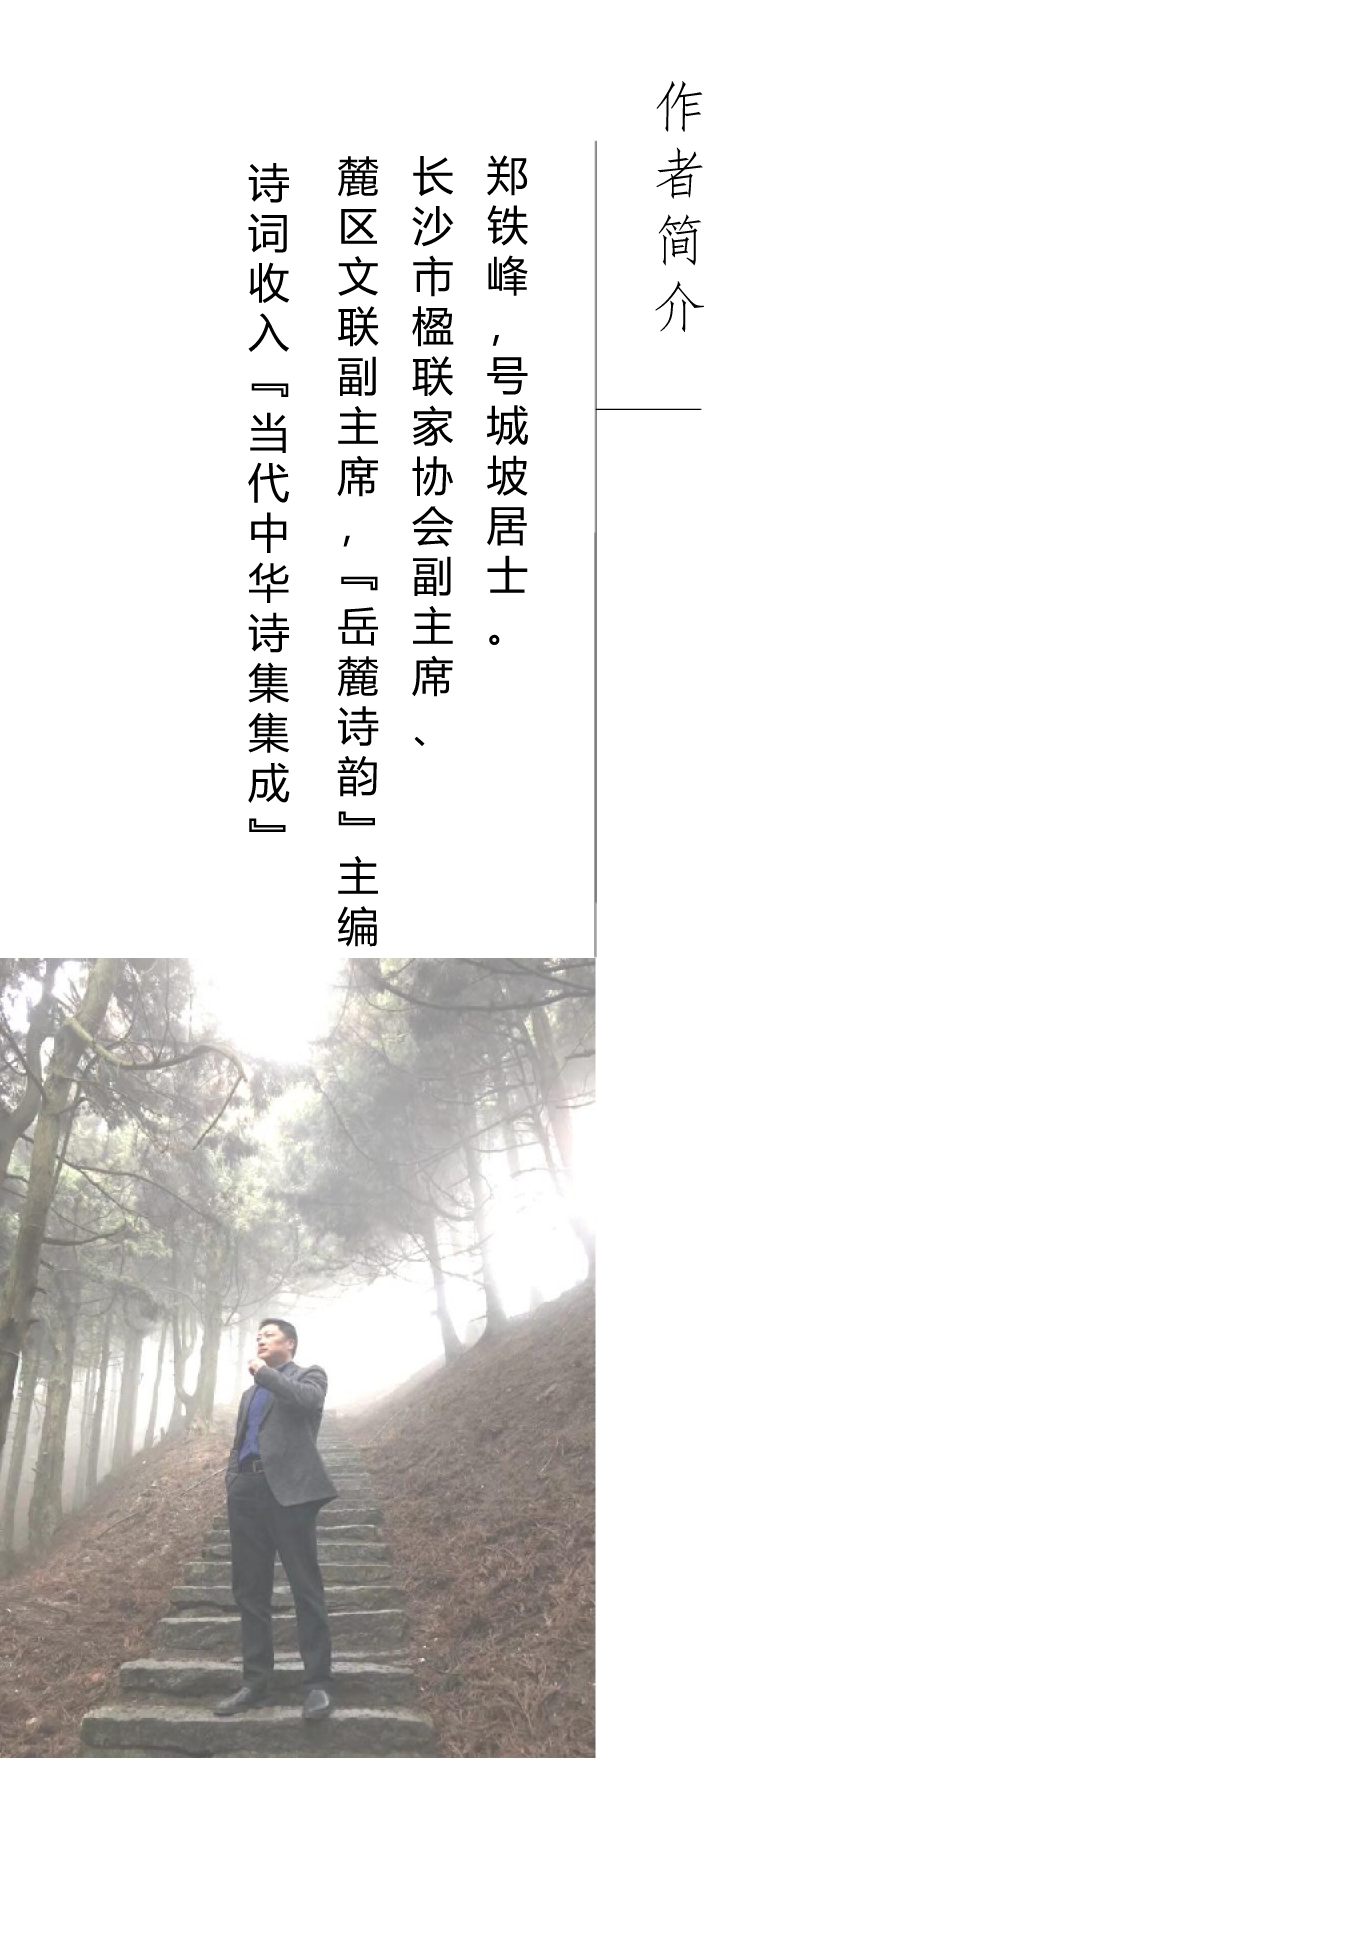 作者简介
郑铁峰,号城坡居士。
长沙市楹联家协会副主席、
麓区文联副主席,『岳麓诗韵』主编
诗词收入『当代中华诗集集成』